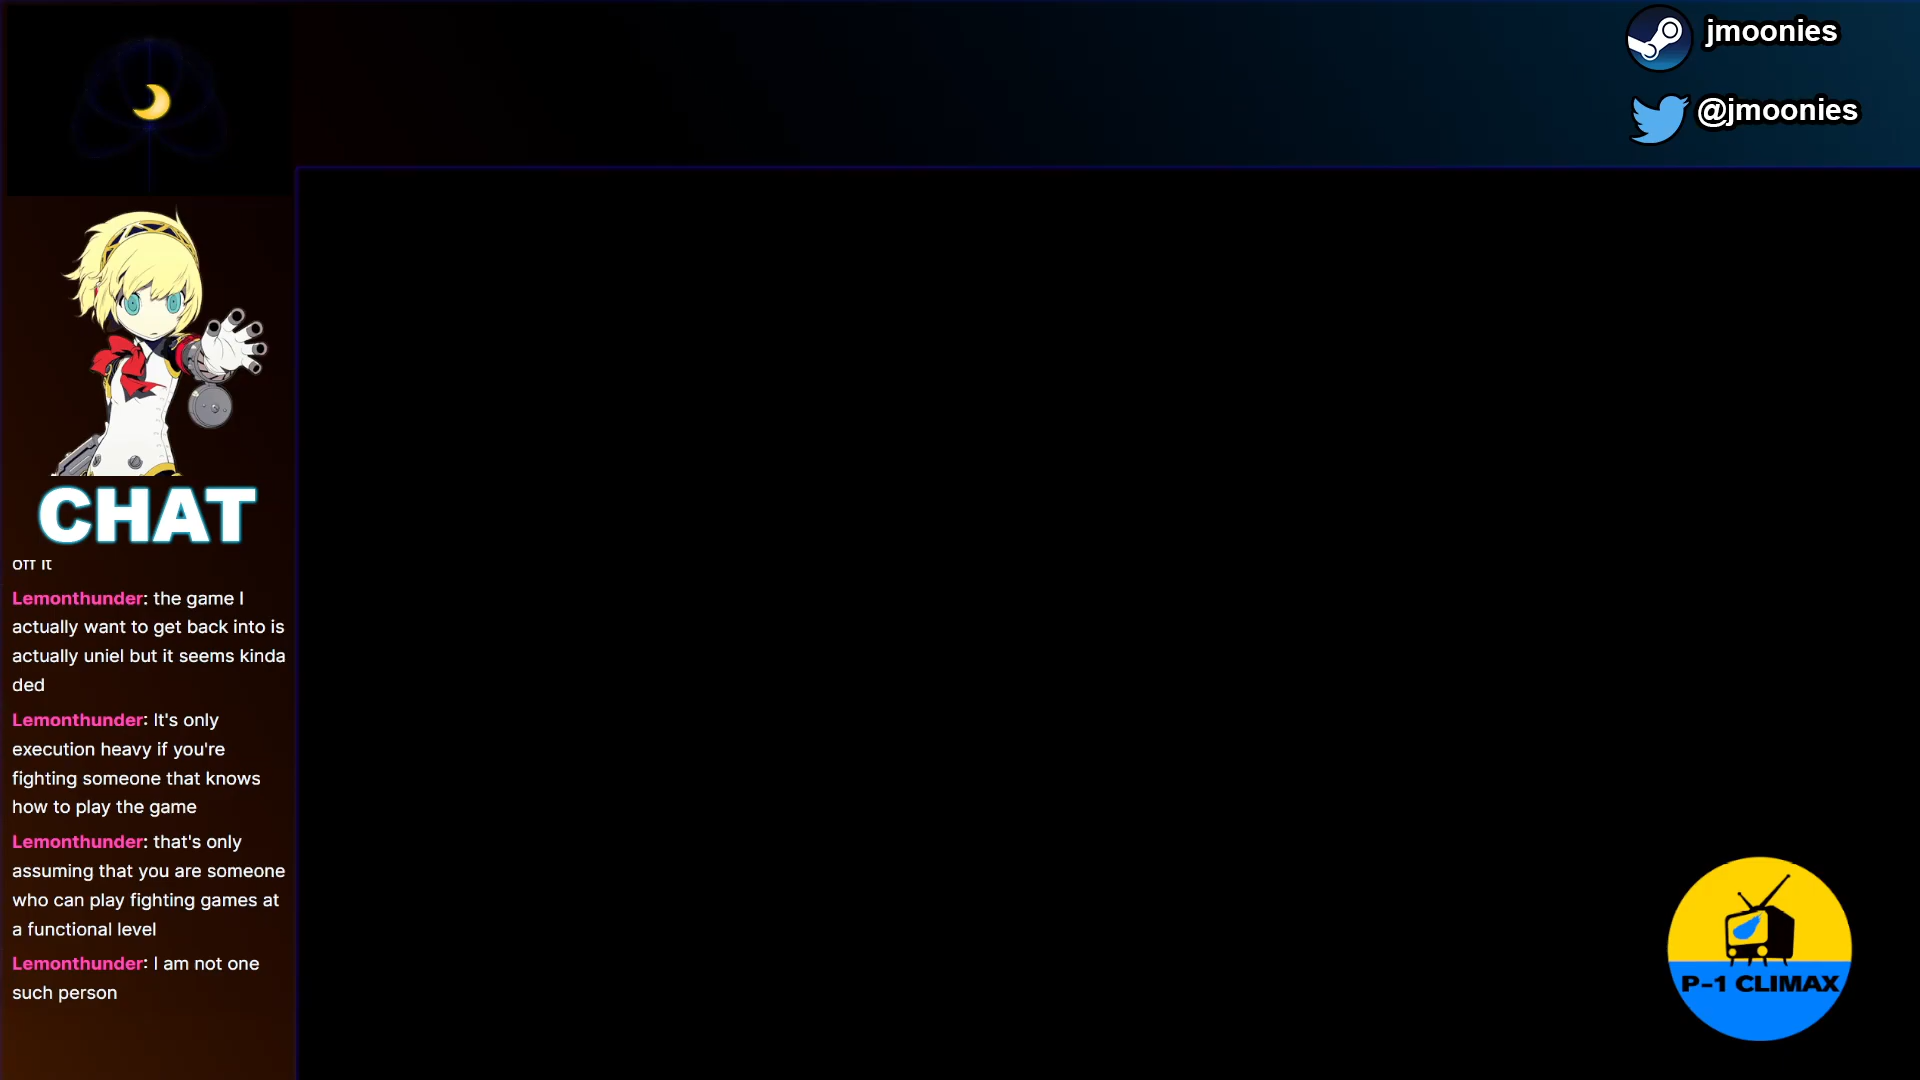 jmoonies
@jmoonies
CHAT
off it
Lemonthunder: the game I
actually want to get back into is
actually uniel but it seems kinda
ded
Lemonthunder: It's only
execution heavy if you're
fighting someone that knows
how to play the game
Lemonthunder: that's only
assuming that you are someone
who can play fighting games at
a functional level
Lemonthunder: I am not one
such person
P-1 CLIMAX